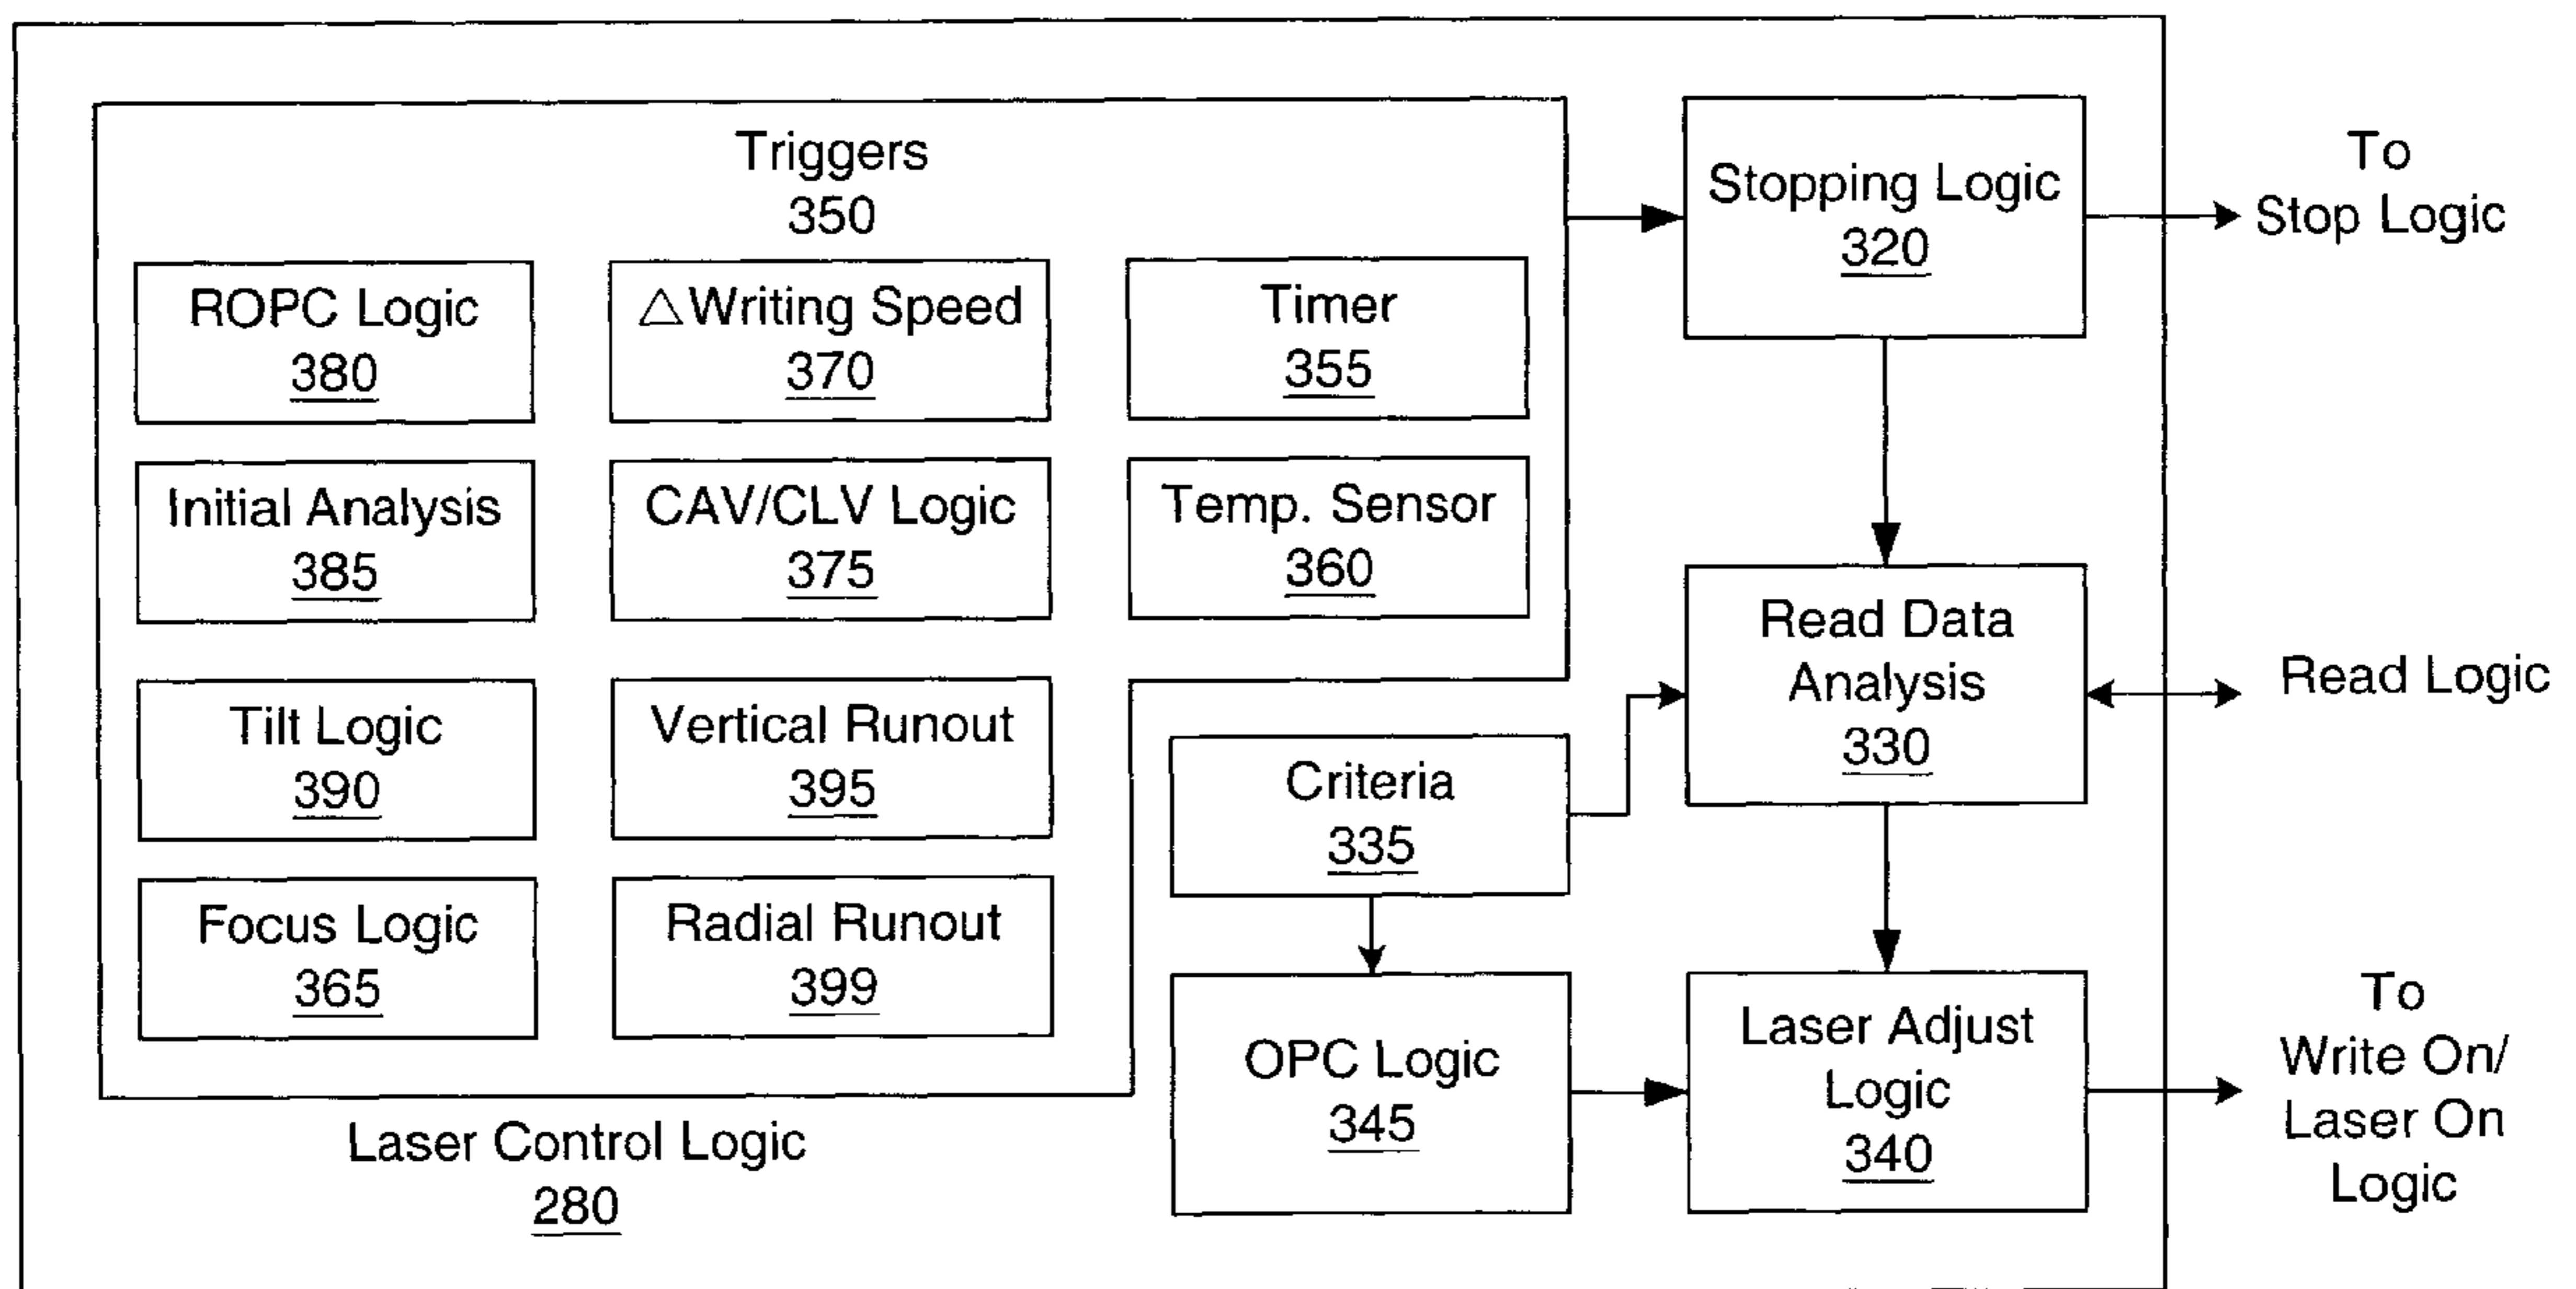 Triggers
350
ROPC Logic
380
△Writing Speed
370
Timer
355
Initial Analysis
385
CAV/CLV Logic
375
Temp. Sensor
360
Tilt Logic
390
Vertical Runout
395
Focus Logic
365
Radial Runout
399
Laser Control Logic
280
Stopping Logic
320
To
Stop Logic
Read Data
Analysis
330
Read Logic
Criteria
335
OPC Logic
345
Laser Adjust
Logic
340
To
Write On/
Laser On
Logic